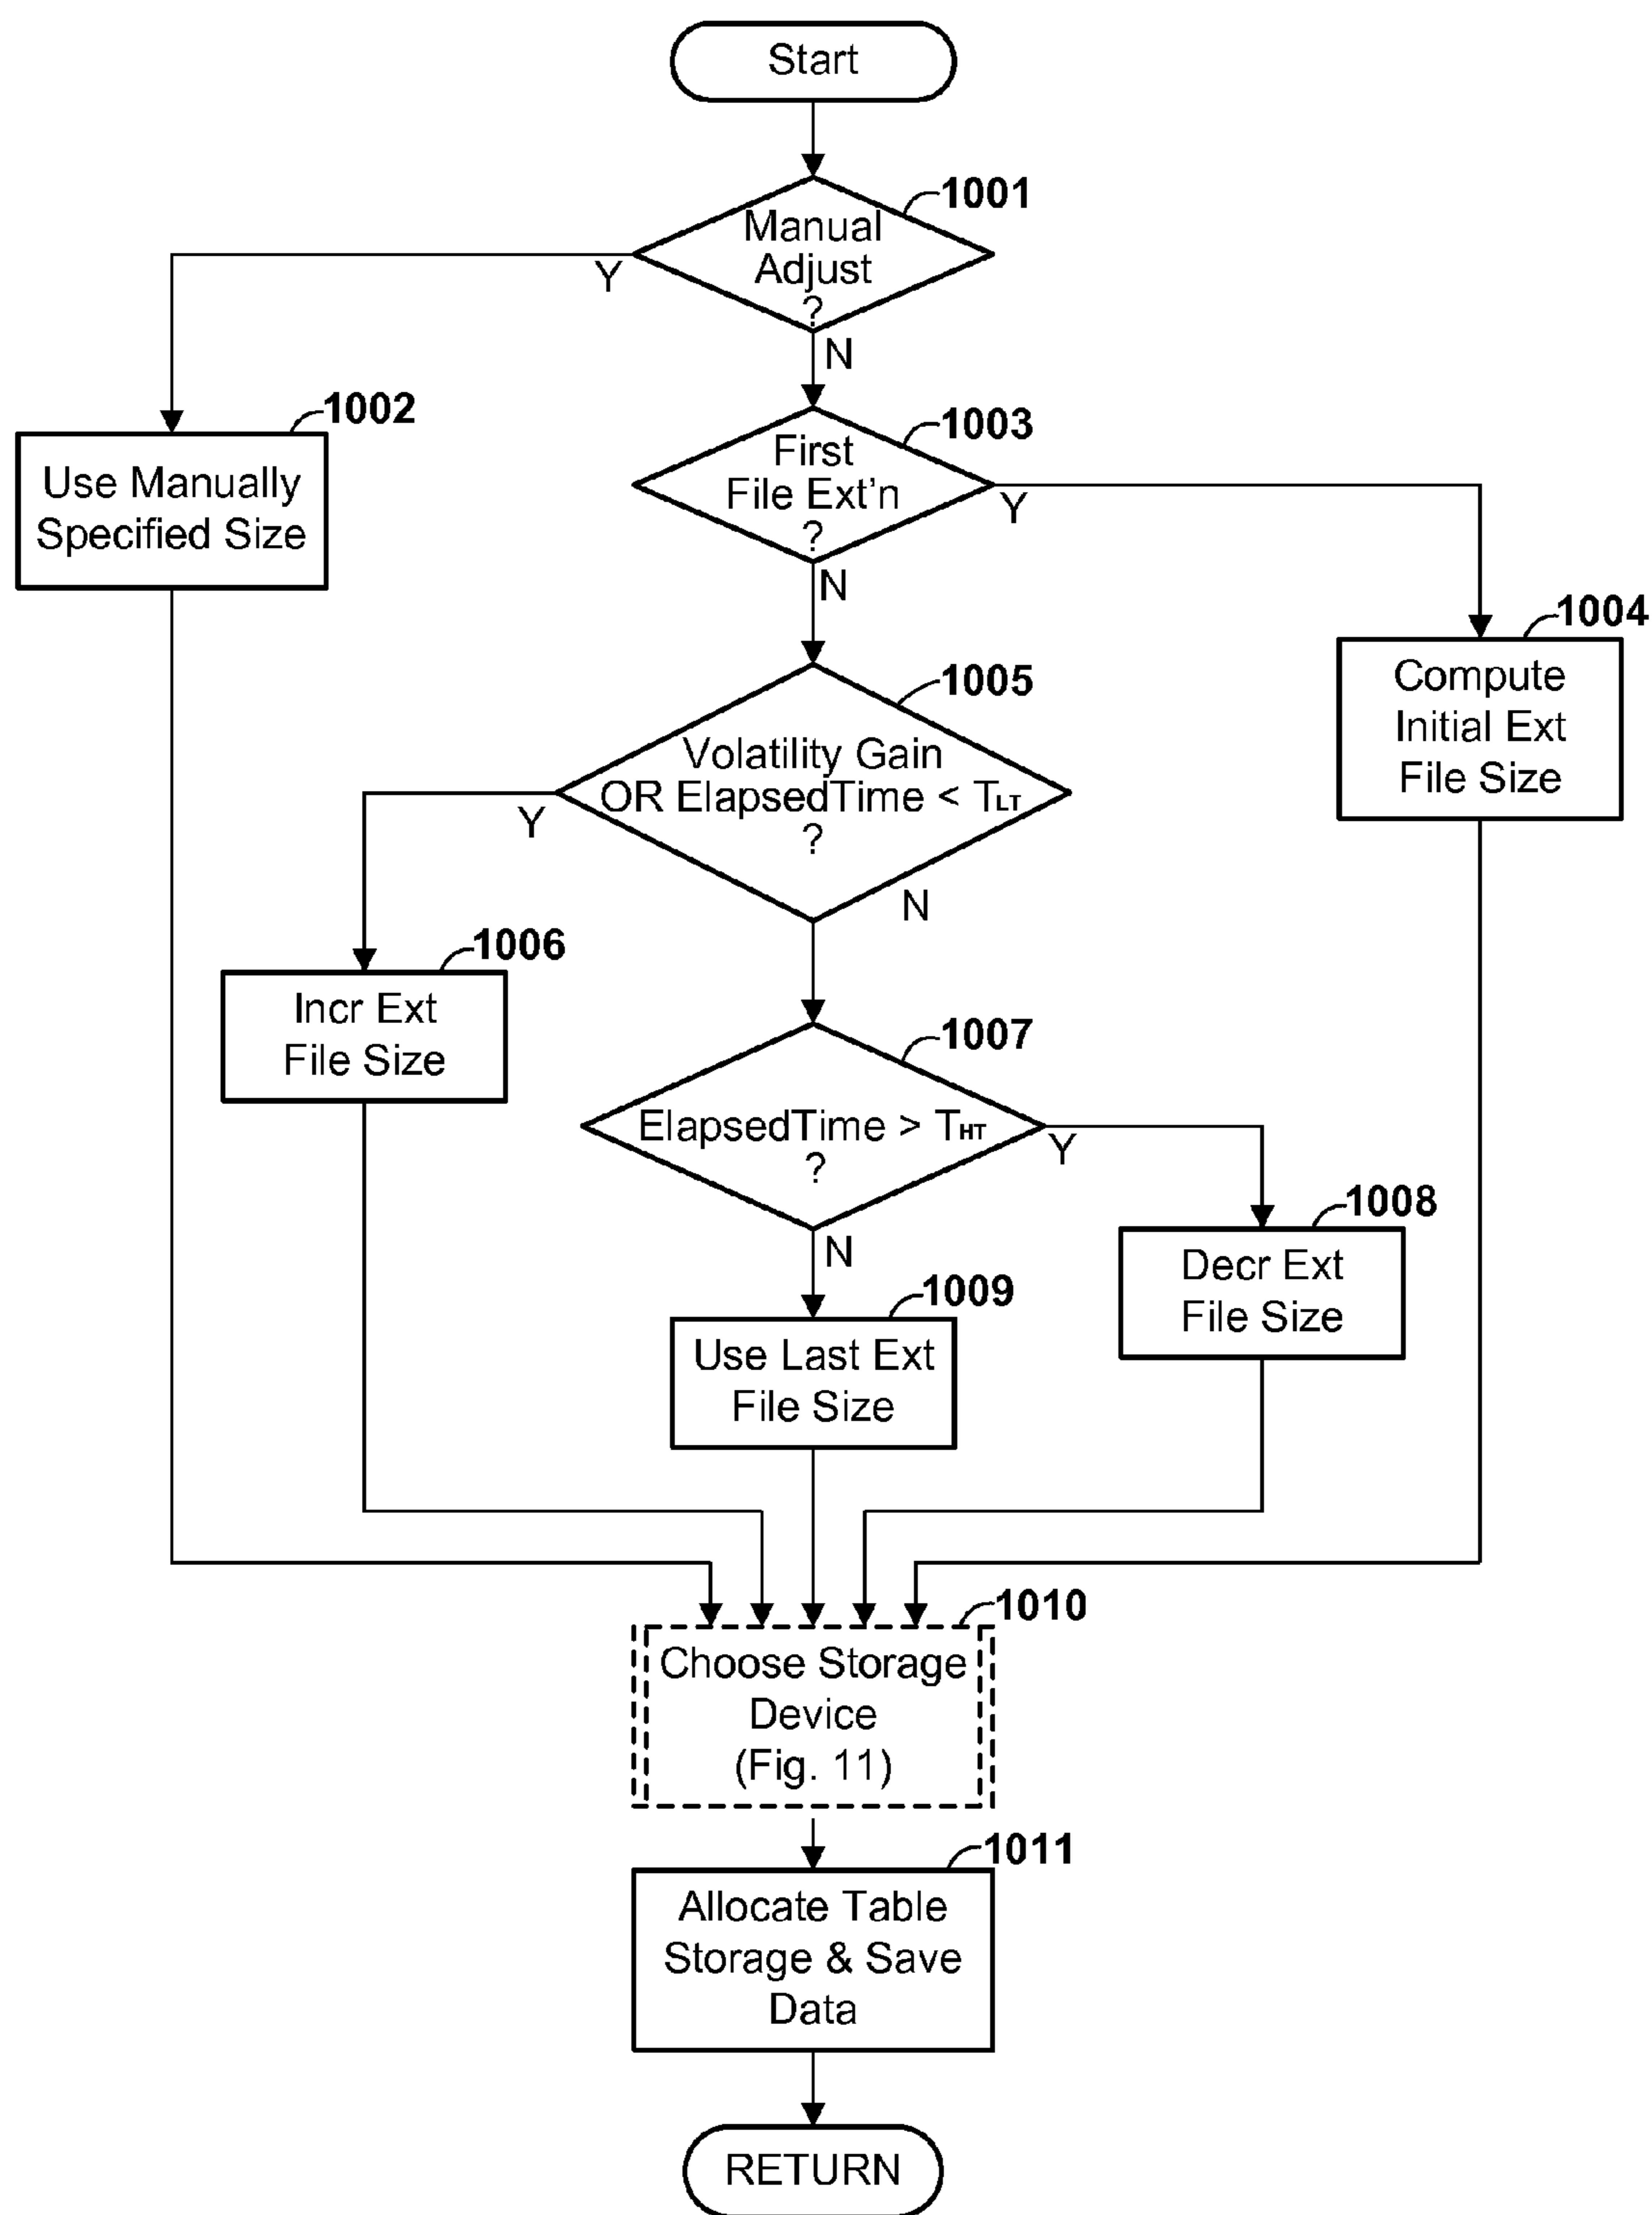 Start
1001
Manual
Adjust
?
Y
N
1002
Use Manually
Specified Size
1003
First
File Ext'n
?
Y
N
1004
Compute
Initial Ext
File Size
1005
Volatility Gain
OR ElapsedTime < TLT
?
Y
N
1006
Incr Ext
File Size
1007
ElapsedTime > THT
?
Y
N
1008
Decr Ext
File Size
1009
Use Last Ext
File Size
1010
Choose Storage
Device
(Fig. 11)
1011
Allocate Table
Storage & Save
Data
RETURN